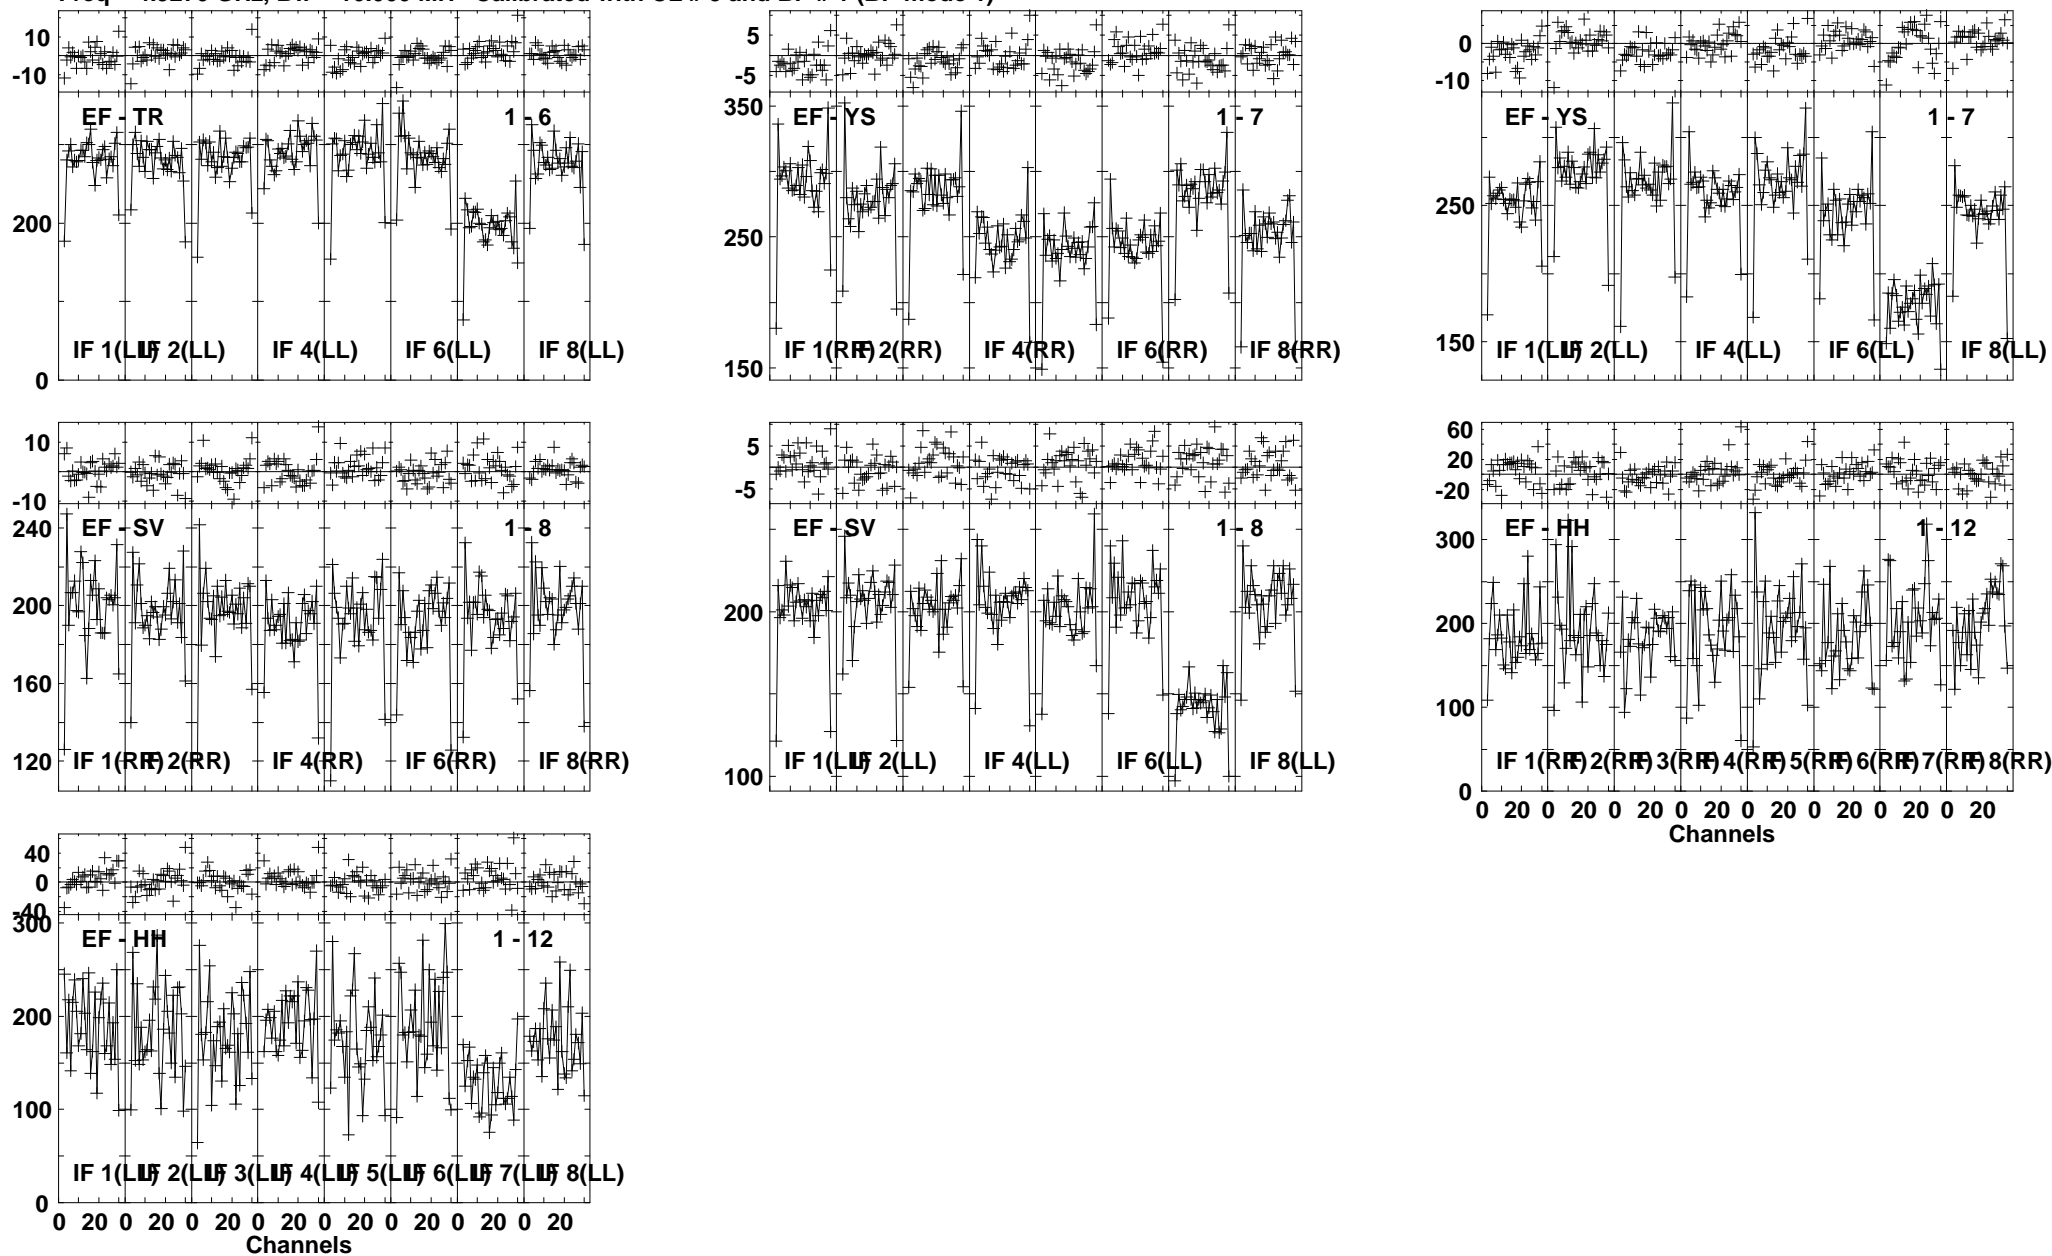 10
-10
EF - TR
1 - 6
200
0
IF 1(LL) IF 2(LL) IF 4(LL) IF 6(LL) IF 8(LL)
5
-5
350
EF - YS
1 - 7
250
150
IF 1(RR) IF 2(RR) IF 4(RR) IF 6(RR) IF 8(RR)
0
-10
EF - YS
1 - 7
250
150
IF 1(LL) IF 2(LL) IF 4(LL) IF 6(LL) IF 8(LL)
10
-10
240
EF - SV
1 - 8
200
160
120
IF 1(RR) IF 2(RR) IF 4(RR) IF 6(RR) IF 8(RR)
5
-5
EF - SV
1 - 8
200
100
IF 1(LL) IF 2(LL) IF 4(LL) IF 6(LL) IF 8(LL)
60
20
-20
300
EF - HH
1 - 12
200
100
0
IF 1(RR) IF 2(RR) IF 3(RR) IF 4(RR) IF 5(RR) IF 6(RR) IF 7(RR) IF 8(RR)
0 20 0 20 0 20 0 20 0 20 0 20 0 20 0 20
Channels
40
0
-40
300
EF - HH
1 - 12
200
100
0
IF 1(LL) IF 2(LL) IF 3(LL) IF 4(LL) IF 5(LL) IF 6(LL) IF 7(LL) IF 8(LL)
0 20 0 20 0 20 0 20 0 20 0 20 0 20 0 20
Channels